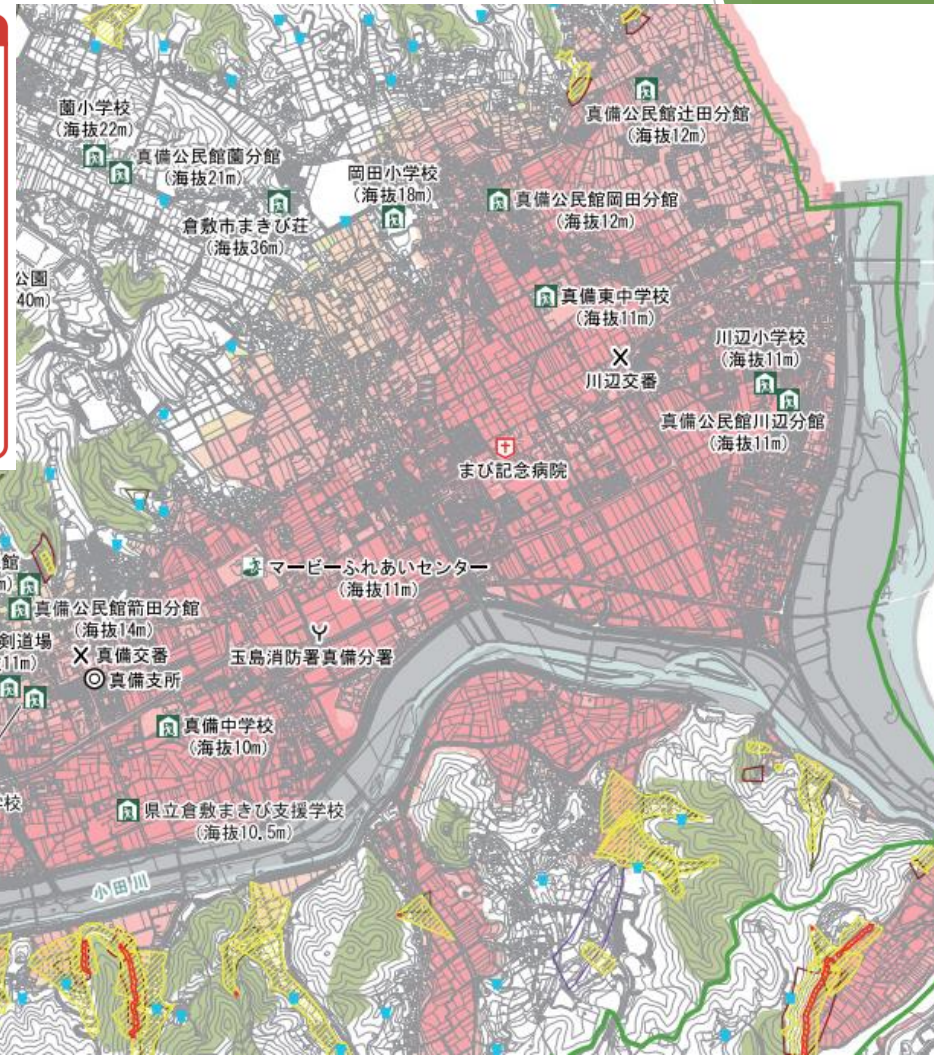 薗小学校
(海抜22m)
真備公民館薗分館
(海抜21m)
倉敷市まきび荘
(海抜36m)
岡田小学校
(海抜18m)
真備公民館辻田分館
(海抜12m)
真備公民館岡田分館
(海抜12m)
公園
40m)
真備東中学校
(海抜11m)
川辺交番
川辺小学校
(海抜11m)
真備公民館川辺分館
(海抜11m)
まび記念病院
マービーふれあいセンター
(海抜11m)
館
m)
真備公民館箭田分館
(海抜14m)
剣道場
11m)
真備交番
真備支所
玉島消防署真備分署
真備中学校
(海抜10m)
校
県立倉敷まきび支援学校
(海抜10.5m)
小田川